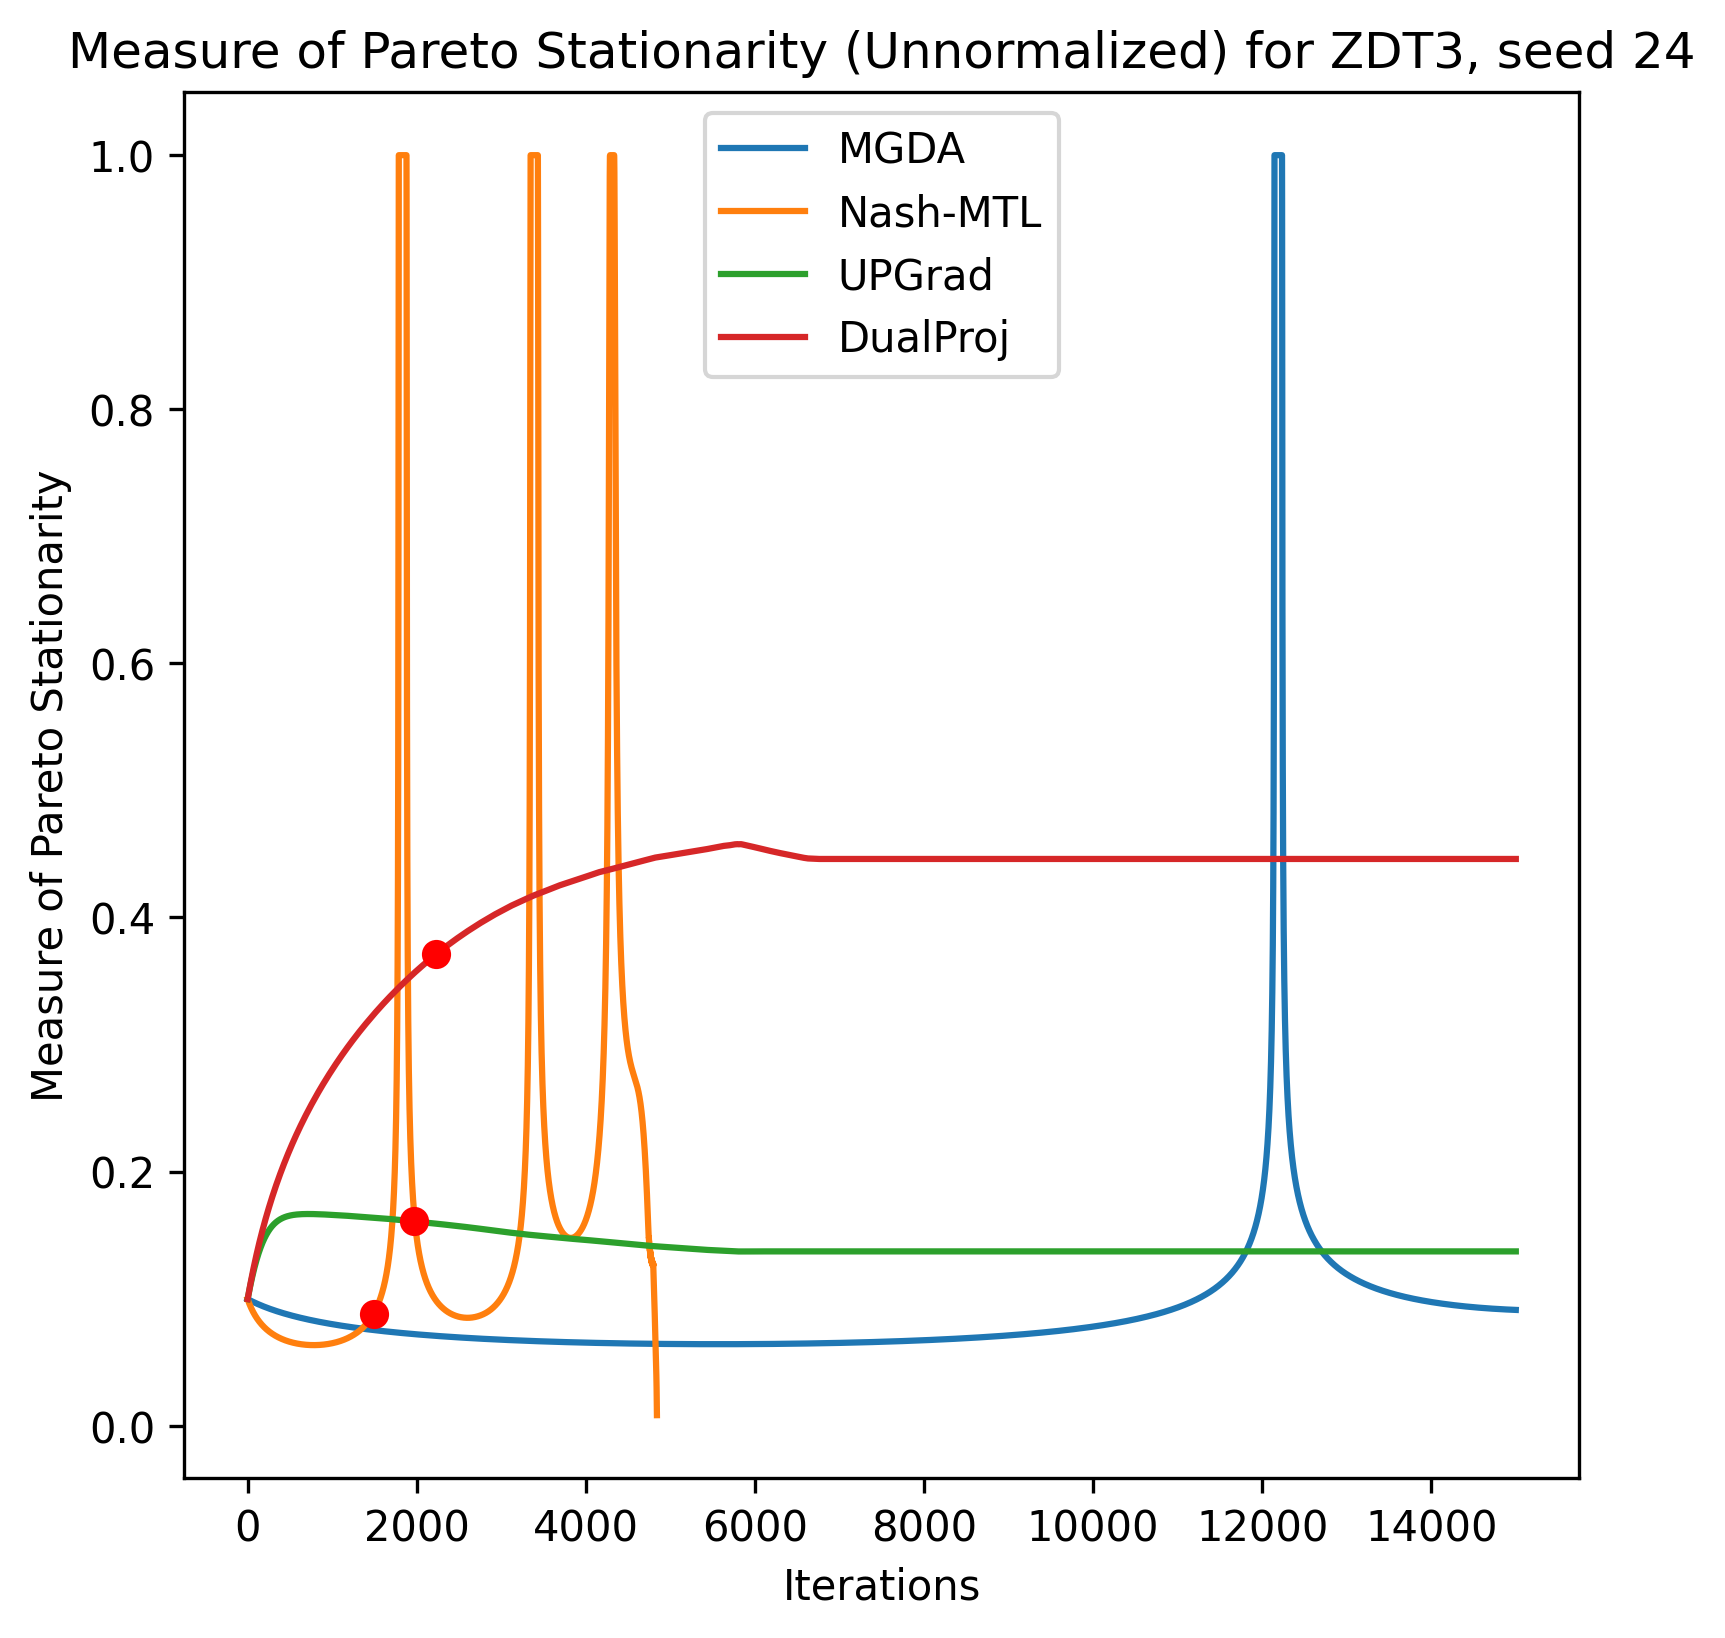 Measure of Pareto Stationarity (Unnormalized) for ZDT3, seed 24
MGDA
Nash-MTL
UPGrad
DualProj
Measure of Pareto Stationarity
1.0
0.8
0.6
0.4
0.2
0.0
0 2000 4000 6000 8000 10000 12000 14000
Iterations